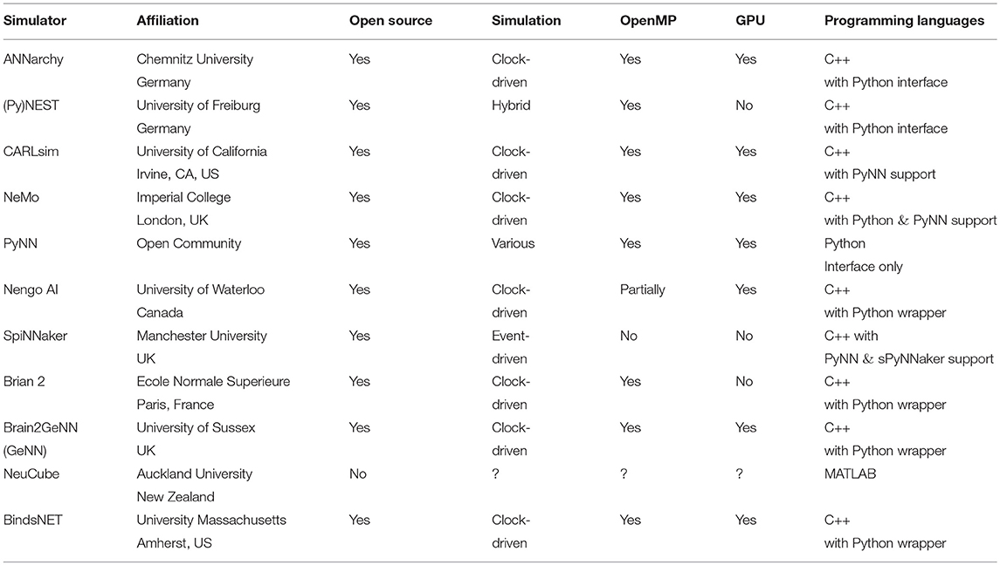 Simulator Affiliation Open source Simulation OpenMP GPU Programming languages
ANNarchy Chemnitz University Yes Clock- Yes Yes C++
Germany driven with Python interface
(Py)NEST University of Freiburg Yes Hybrid Yes No C++
Germany with Python interface
CARLsim University of California Yes Clock- Yes Yes C++
Irvine, CA, US driven with PyNN support
NeMo Imperial College Yes Clock- Yes Yes C++
London, UK driven with Python & PyNN support
PyNN Open Community Yes Various Yes Yes Python
Interface only
Nengo AI University of Waterloo Yes Clock- Partially Yes C++
Canada driven with Python wrapper
SpiNNaker Manchester University Yes Event- No No C++ with
UK driven PyNN & sPyNNaker support
Brian 2 Ecole Normale Superieure Yes Clock- Yes No C++
Paris, France driven with Python wrapper
Brain2GeNN University of Sussex Yes Clock- Yes Yes C++
(GeNN) UK driven with Python wrapper
NeuCube Auckland University No ? ? ? MATLAB
New Zealand
BindsNET University Massachusetts Yes Clock- Yes Yes C++
Amherst, US driven with Python wrapper